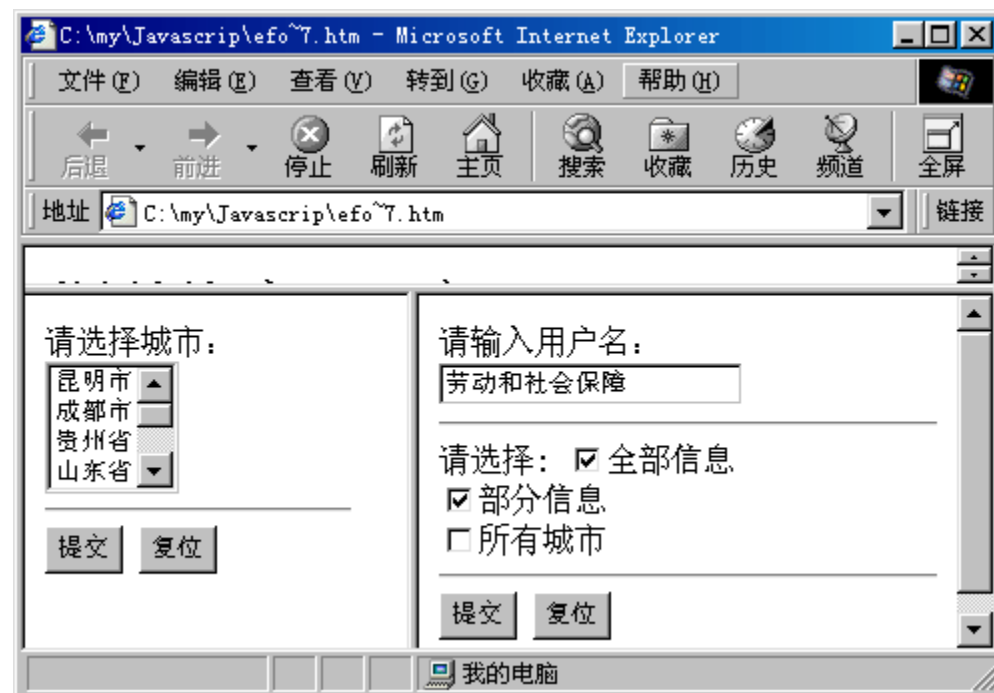 C:\my\Javascrip\efo~7.htm - Microsoft Internet Explorer
文件(F) 编辑(E) 查看(V) 转到(G) 收藏(A) 帮助(H)
后退 前进 停止 刷新 主页 搜索 收藏 历史 频道 全屏
地址 C:\my\Javascrip\efo~7.htm 链接
请选择城市：
昆明市
成都市
贵州省
山东省
提交 复位
请输入用户名：
劳动和社会保障
请选择： 全部信息
部分信息
所有城市
提交 复位
我的电脑